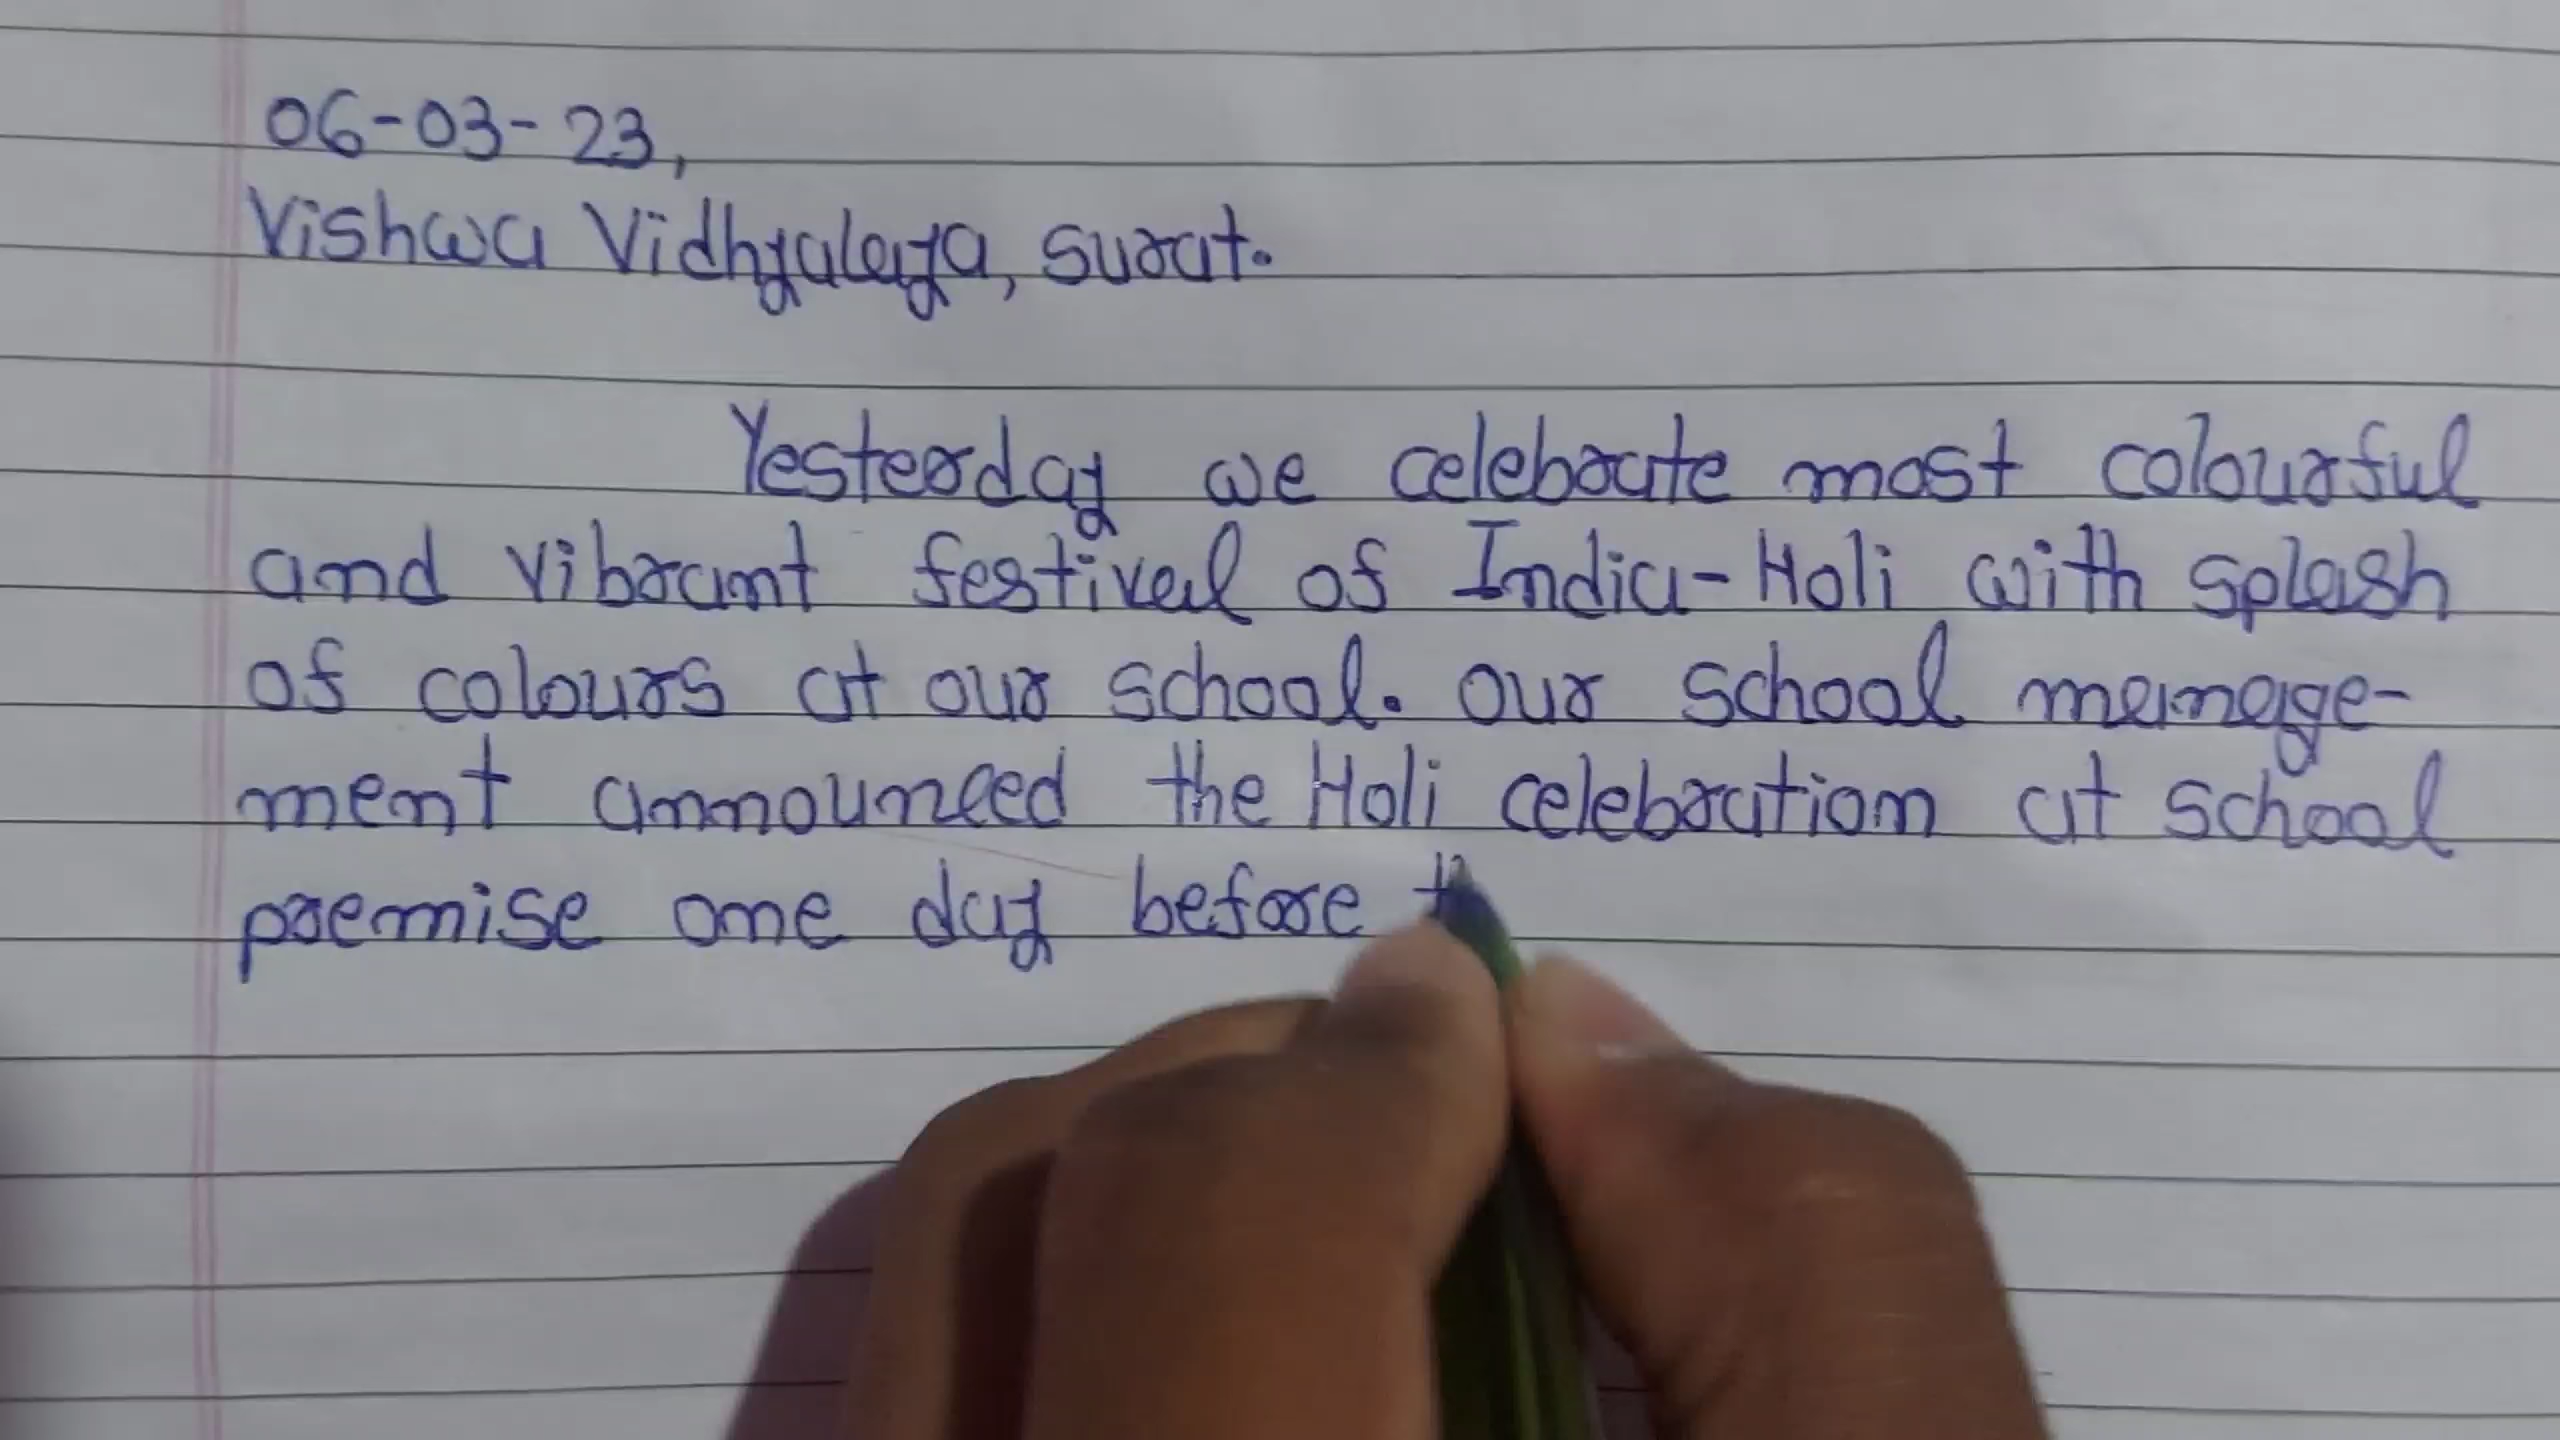 06-03-23,
Vishwa Vidhyalaya, Surat.
Yesterday we celebrate most colourful
and vibrant festival of India-Holi with splash
of colours at our school. Our school manage-
ment announced the Holi celebration at school
premise one day before